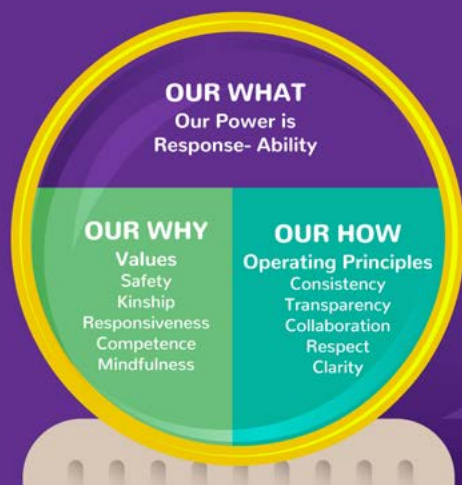 OUR WHAT
Our Power is
Response- Ability
OUR WHY
Values
Safety
Kinship
Responsiveness
Competence
Mindfulness
OUR HOW
Operating Principles
Consistency
Transparency
Collaboration
Respect
Clarity